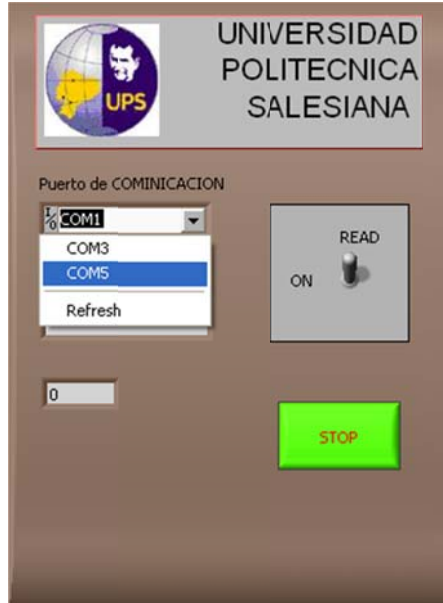 UNIVERSIDAD
POLITECNICA
SALESIANA
UPS
Puerto de COMINICACION
I/O COM1
COM3
COM5
Refresh
READ
ON
0
STOP